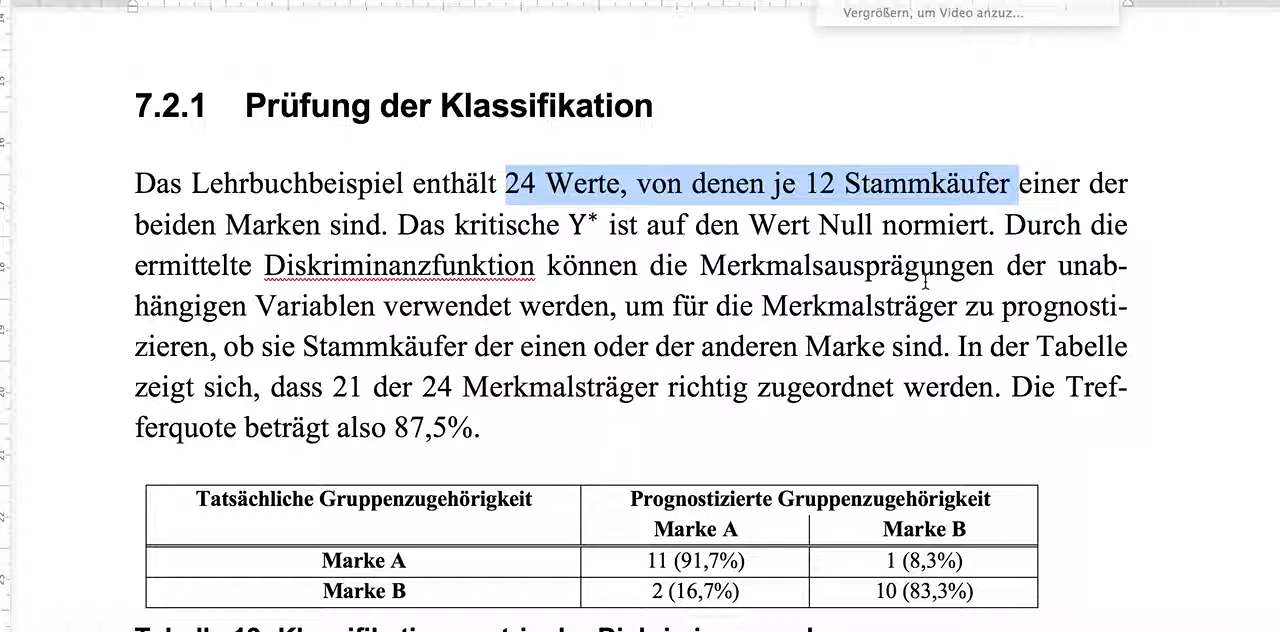 Vergrößern, um Video anzuz...
7.2.1 Prüfung der Klassifikation
Das Lehrbuchbeispiel enthält 24 Werte, von denen je 12 Stammkäufer einer der
beiden Marken sind. Das kritische Y* ist auf den Wert Null normiert. Durch die
ermittelte Diskriminanzfunktion können die Merkmalsausprägungen der unab-
hängigen Variablen verwendet werden, um für die Merkmalsträger zu prognosti-
zieren, ob sie Stammkäufer der einen oder der anderen Marke sind. In der Tabelle
zeigt sich, dass 21 der 24 Merkmalsträger richtig zugeordnet werden. Die Tref-
ferquote beträgt also 87,5%.
Tatsächliche Gruppenzugehörigkeit Prognostizierte Gruppenzugehörigkeit
Marke A Marke B
Marke A 11 (91,7%) 1 (8,3%)
Marke B 2 (16,7%) 10 (83,3%)